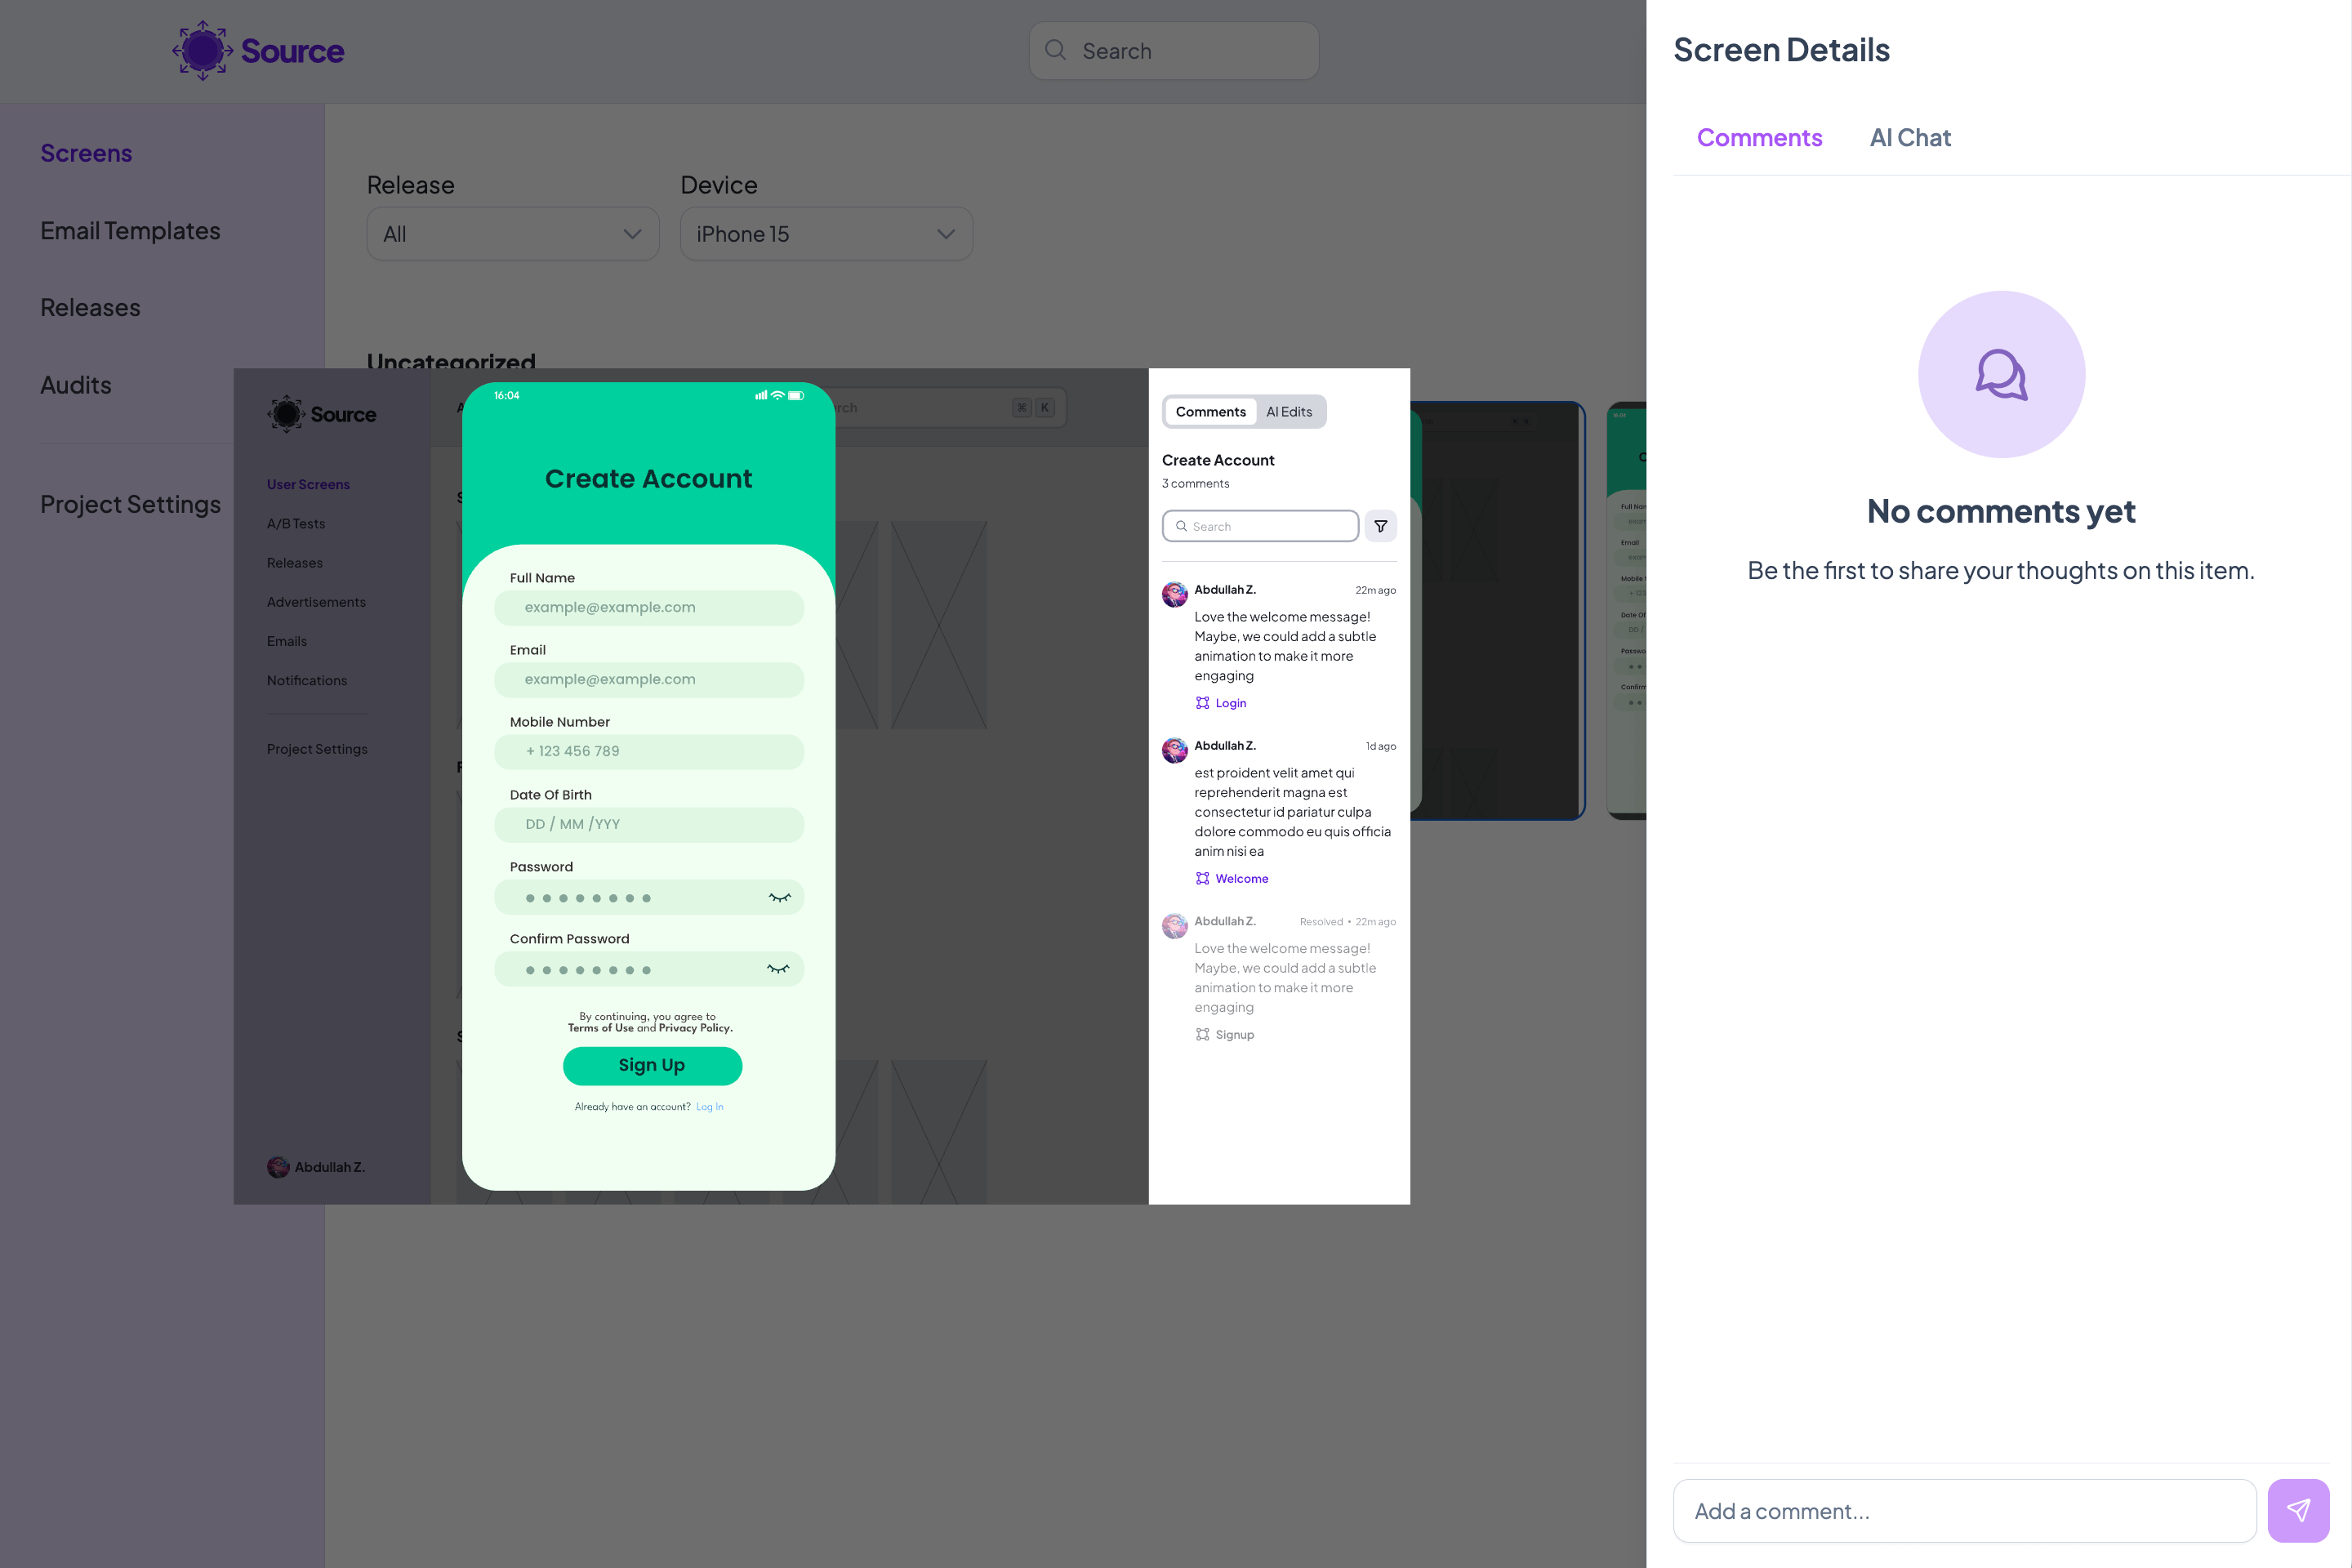 Source
Search
Screens
Email Templates
Releases
Audits
Project Settings
Release
Device
All
iPhone 15
Uncategorized
Source
User Screens
A/B Tests
Releases
Advertisements
Emails
Notifications
Project Settings
Abdullah Z.
⌘ K
16:04
Create Account
Full Name
example@example.com
Email
example@example.com
Mobile Number
+ 123 456 789
Date Of Birth
DD / MM /YYY
Password
Confirm Password
By continuing, you agree to
Terms of Use and Privacy Policy.
Sign Up
Already have an account? Log In
Comments
AI Edits
Create Account
3 comments
Search
Abdullah Z.
22m ago
Love the welcome message!
Maybe, we could add a subtle
animation to make it more
engaging
Login
Abdullah Z.
1d ago
est proident velit amet qui
reprehenderit magna est
consectetur id pariatur culpa
dolore commodo eu quis officia
anim nisi ea
Welcome
Abdullah Z.
Resolved • 22m ago
Love the welcome message!
Maybe, we could add a subtle
animation to make it more
engaging
Signup
Full Nam
Email
Mobile
Date Of
Passwo
Confirm
Screen Details
Comments
AI Chat
No comments yet
Be the first to share your thoughts on this item.
Add a comment...